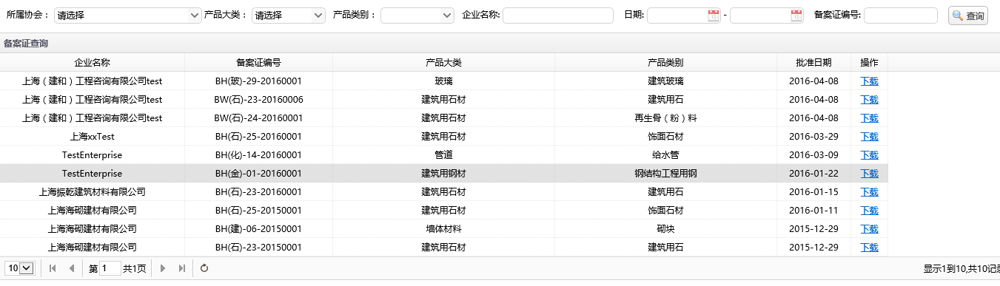 所属协会： 请选择 产品大类： 请选择 产品类别： 企业名称: 日期: - 备案证编号: 查询
备案证查询
企业名称 备案证编号 产品大类 产品类别 批准日期 操作
上海（建和）工程咨询有限公司test BH(玻)-29-20160001 玻璃 建筑玻璃 2016-04-08 下载
上海（建和）工程咨询有限公司test BW(石)-23-20160006 建筑用石材 建筑用石 2016-04-08 下载
上海（建和）工程咨询有限公司test BW(石)-24-20160001 建筑用石材 再生骨（粉）料 2016-04-08 下载
上海xxTest BH(石)-25-20160001 建筑用石材 饰面石材 2016-03-29 下载
TestEnterprise BH(化)-14-20160001 管道 给水管 2016-03-09 下载
TestEnterprise BH(金)-01-20160001 建筑用钢材 钢结构工程用钢 2016-01-22 下载
上海振乾建筑材料有限公司 BH(石)-23-20160001 建筑用石材 建筑用石 2016-01-15 下载
上海海砌建材有限公司 BH(石)-25-20150001 建筑用石材 饰面石材 2016-01-11 下载
上海海砌建材有限公司 BH(建)-06-20150001 墙体材料 砌块 2015-12-29 下载
上海海砌建材有限公司 BH(石)-23-20150001 建筑用石材 建筑用石 2015-12-29 下载
10 第 1 共1页 显示1到10,共10记录